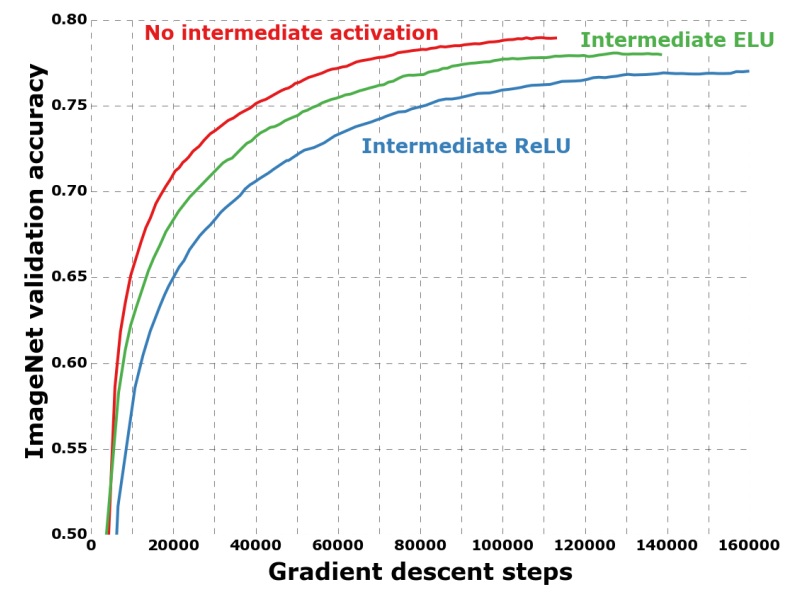 0.80
No intermediate activation
Intermediate ELU
0.75
Intermediate ReLU
0.70
0.65
0.60
0.55
0.50
ImageNet validation accuracy
0 20000 40000 60000 80000 100000 120000 140000 160000
Gradient descent steps